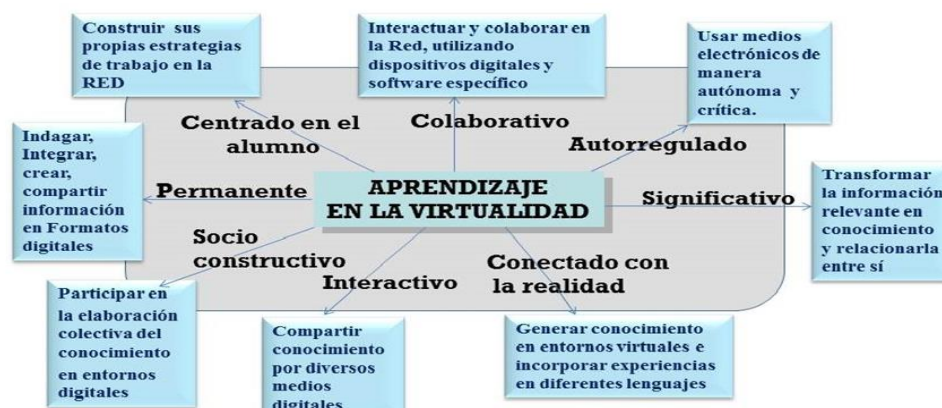 Construir sus
propias estrategias
de trabajo en la
RED
Interactuar y colaborar en
la Red, utilizando
dispositivos digitales y
software específico
Usar medios
electrónicos de
manera
autónoma y
crítica.
Centrado en el
alumno
Colaborativo
Autorregulado
Indagar,
Integrar,
crear,
compartir
información
en Formatos
digitales
Permanente
APRENDIZAJE
EN LA VIRTUALIDAD
Significativo
Transformar
la información
relevante en
conocimiento
y relacionarla
entre sí
Socio
constructivo
Interactivo
Conectado con
la realidad
Participar en
la elaboración
colectiva del
conocimiento
en entornos
digitales
Compartir
conocimiento
por diversos
medios
digitales
Generar conocimiento
en entornos virtuales e
incorporar experiencias
en diferentes lenguajes